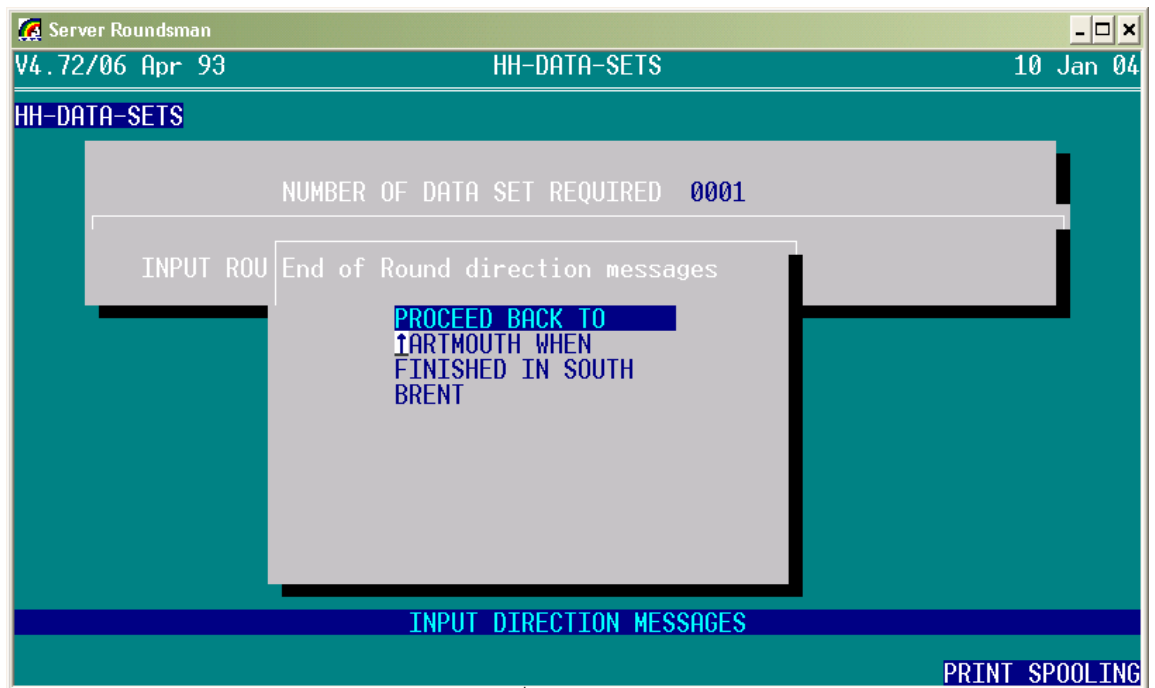 Server Roundsman
V4.72/06 Apr 93 HH-DATA-SETS 10 Jan 04
HH-DATA-SETS
NUMBER OF DATA SET REQUIRED 0001
INPUT ROU
End of Round direction messages
PROCEED BACK TO
ARTMOUTH WHEN
FINISHED IN SOUTH
BRENT
INPUT DIRECTION MESSAGES
PRINT SPOOLING